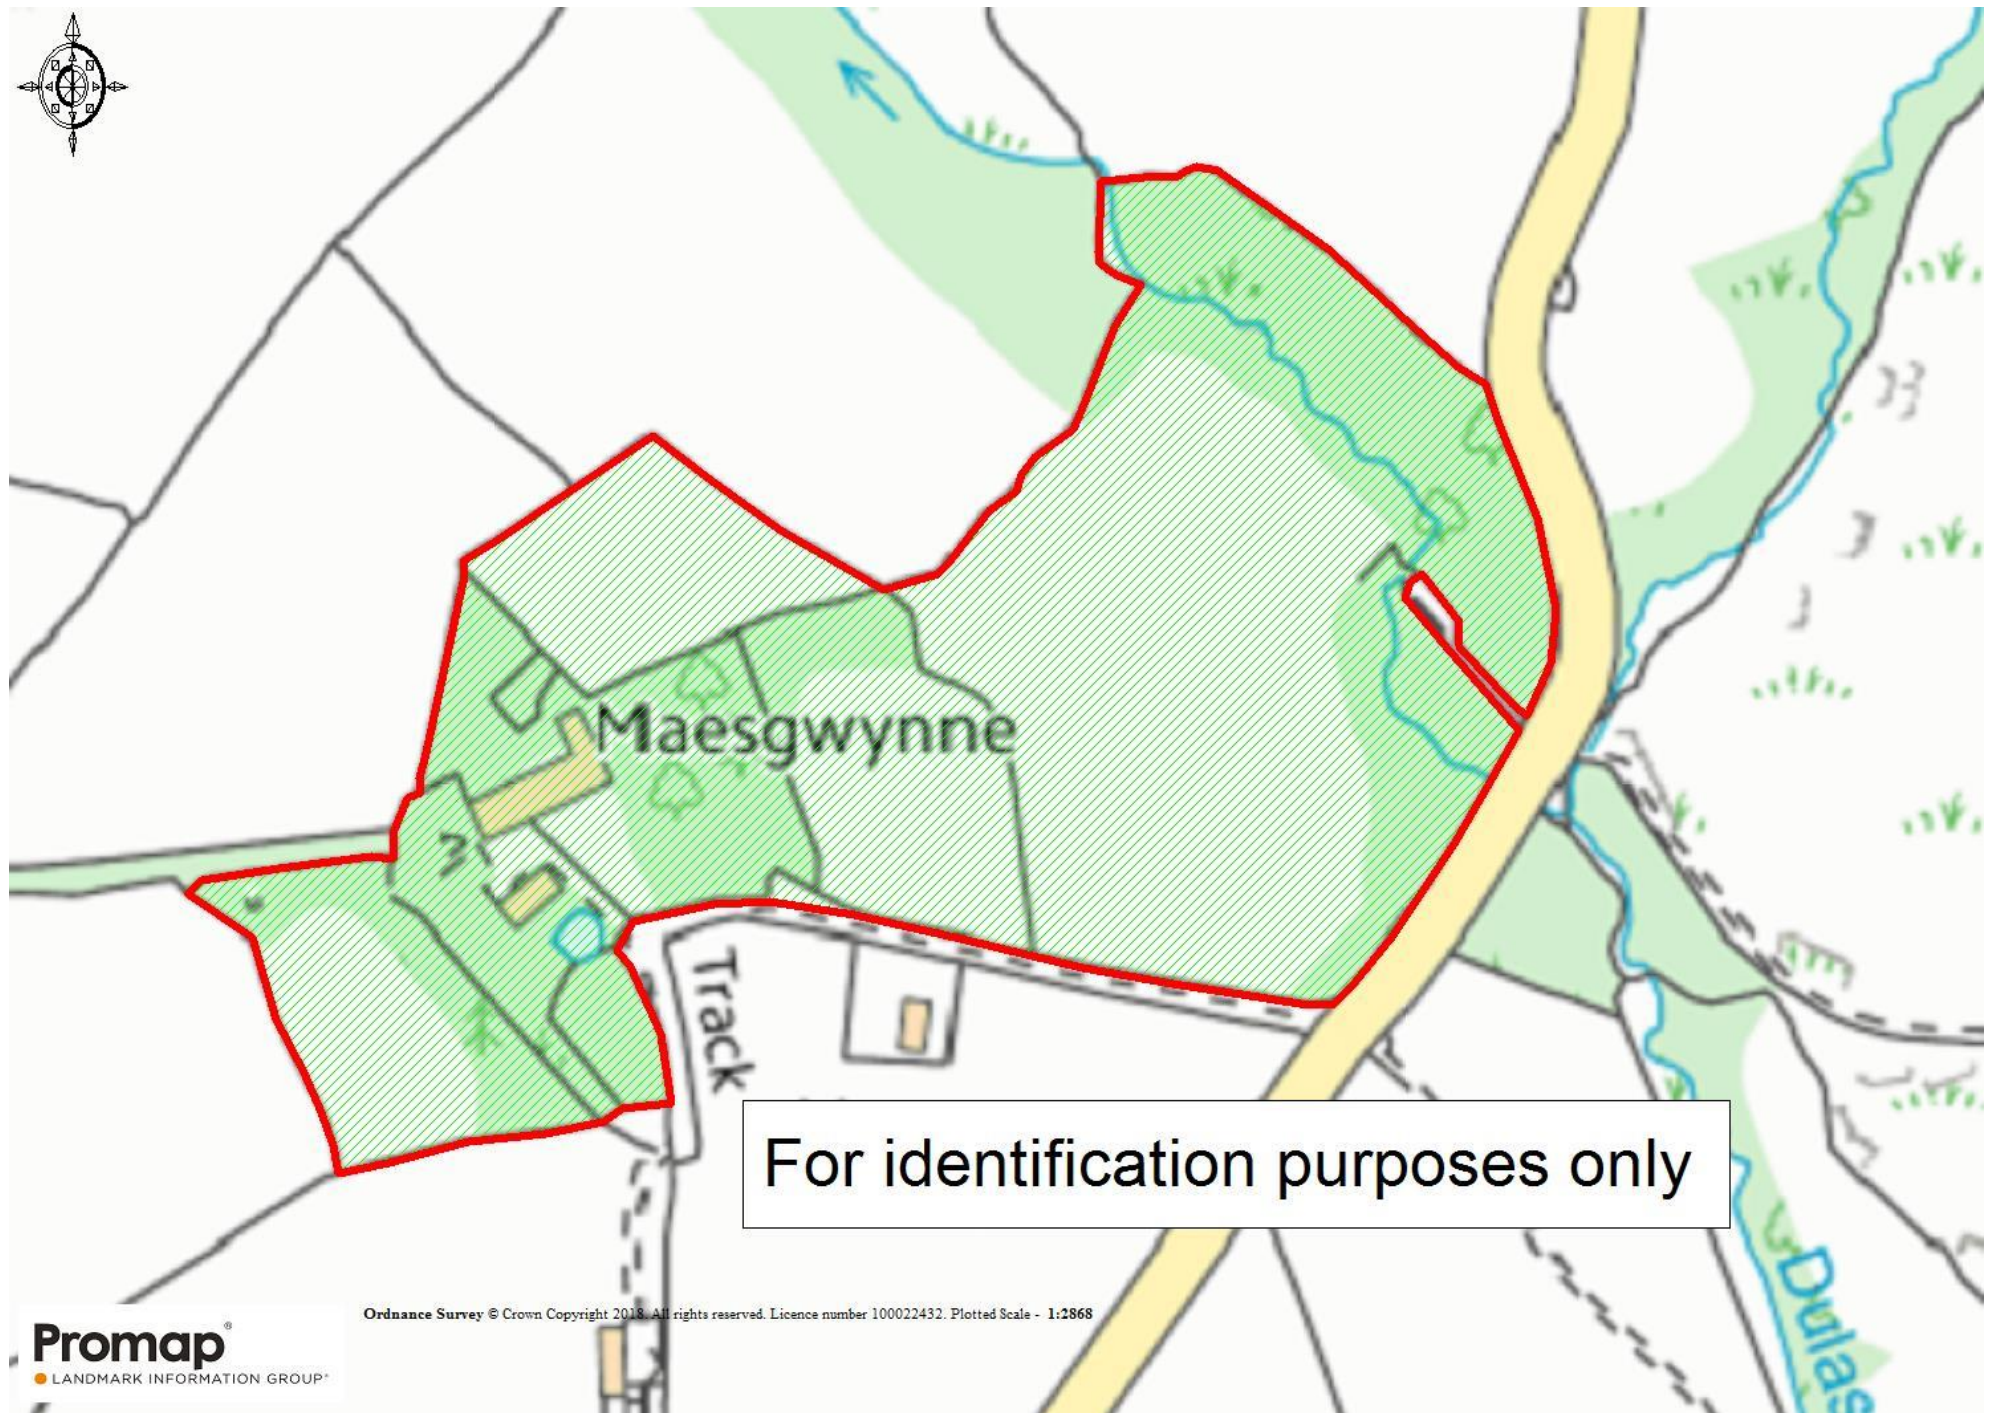 Maesgwynne
Track
For identification purposes only
Dulas
Ordnance Survey © Crown Copyright 2018. All rights reserved. Licence number 100022432. Plotted Scale - 1:2868
Promap®
LANDMARK INFORMATION GROUP®